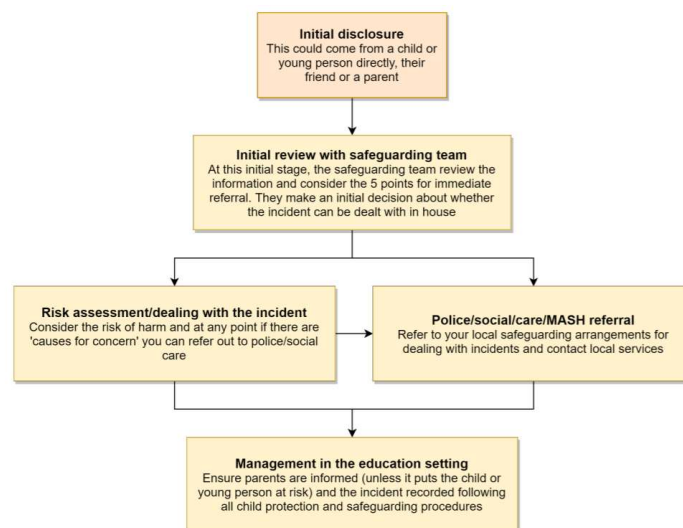 Initial disclosure
This could come from a child or
young person directly, their
friend or a parent
Initial review with safeguarding team
At this initial stage, the safeguarding team review the
information and consider the 5 points for immediate
referral. They make an initial decision about whether
the incident can be dealt with in house
Risk assessment/dealing with the incident
Consider the risk of harm and at any point if there are
'causes for concern' you can refer out to police/social
care
Police/social/care/MASH referral
Refer to your local safeguarding arrangements for
dealing with incidents and contact local services
Management in the education setting
Ensure parents are informed (unless it puts the child or
young person at risk) and the incident recorded following
all child protection and safeguarding procedures